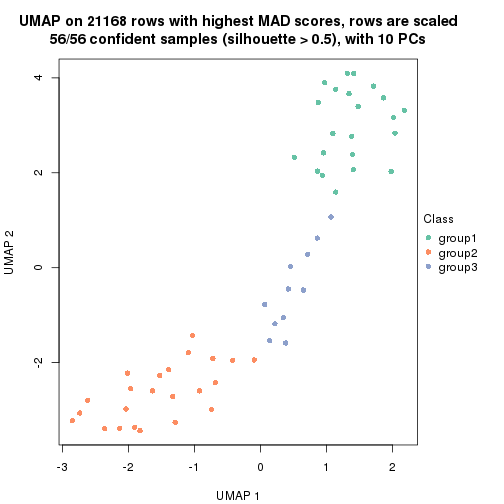 UMAP on 21168 rows with highest MAD scores, rows are scaled
56/56 confident samples (silhouette > 0.5), with 10 PCs
4
2
0
-2
UMAP 2
-3
-2
-1
0
1
2
UMAP 1
Class
group1
group2
group3